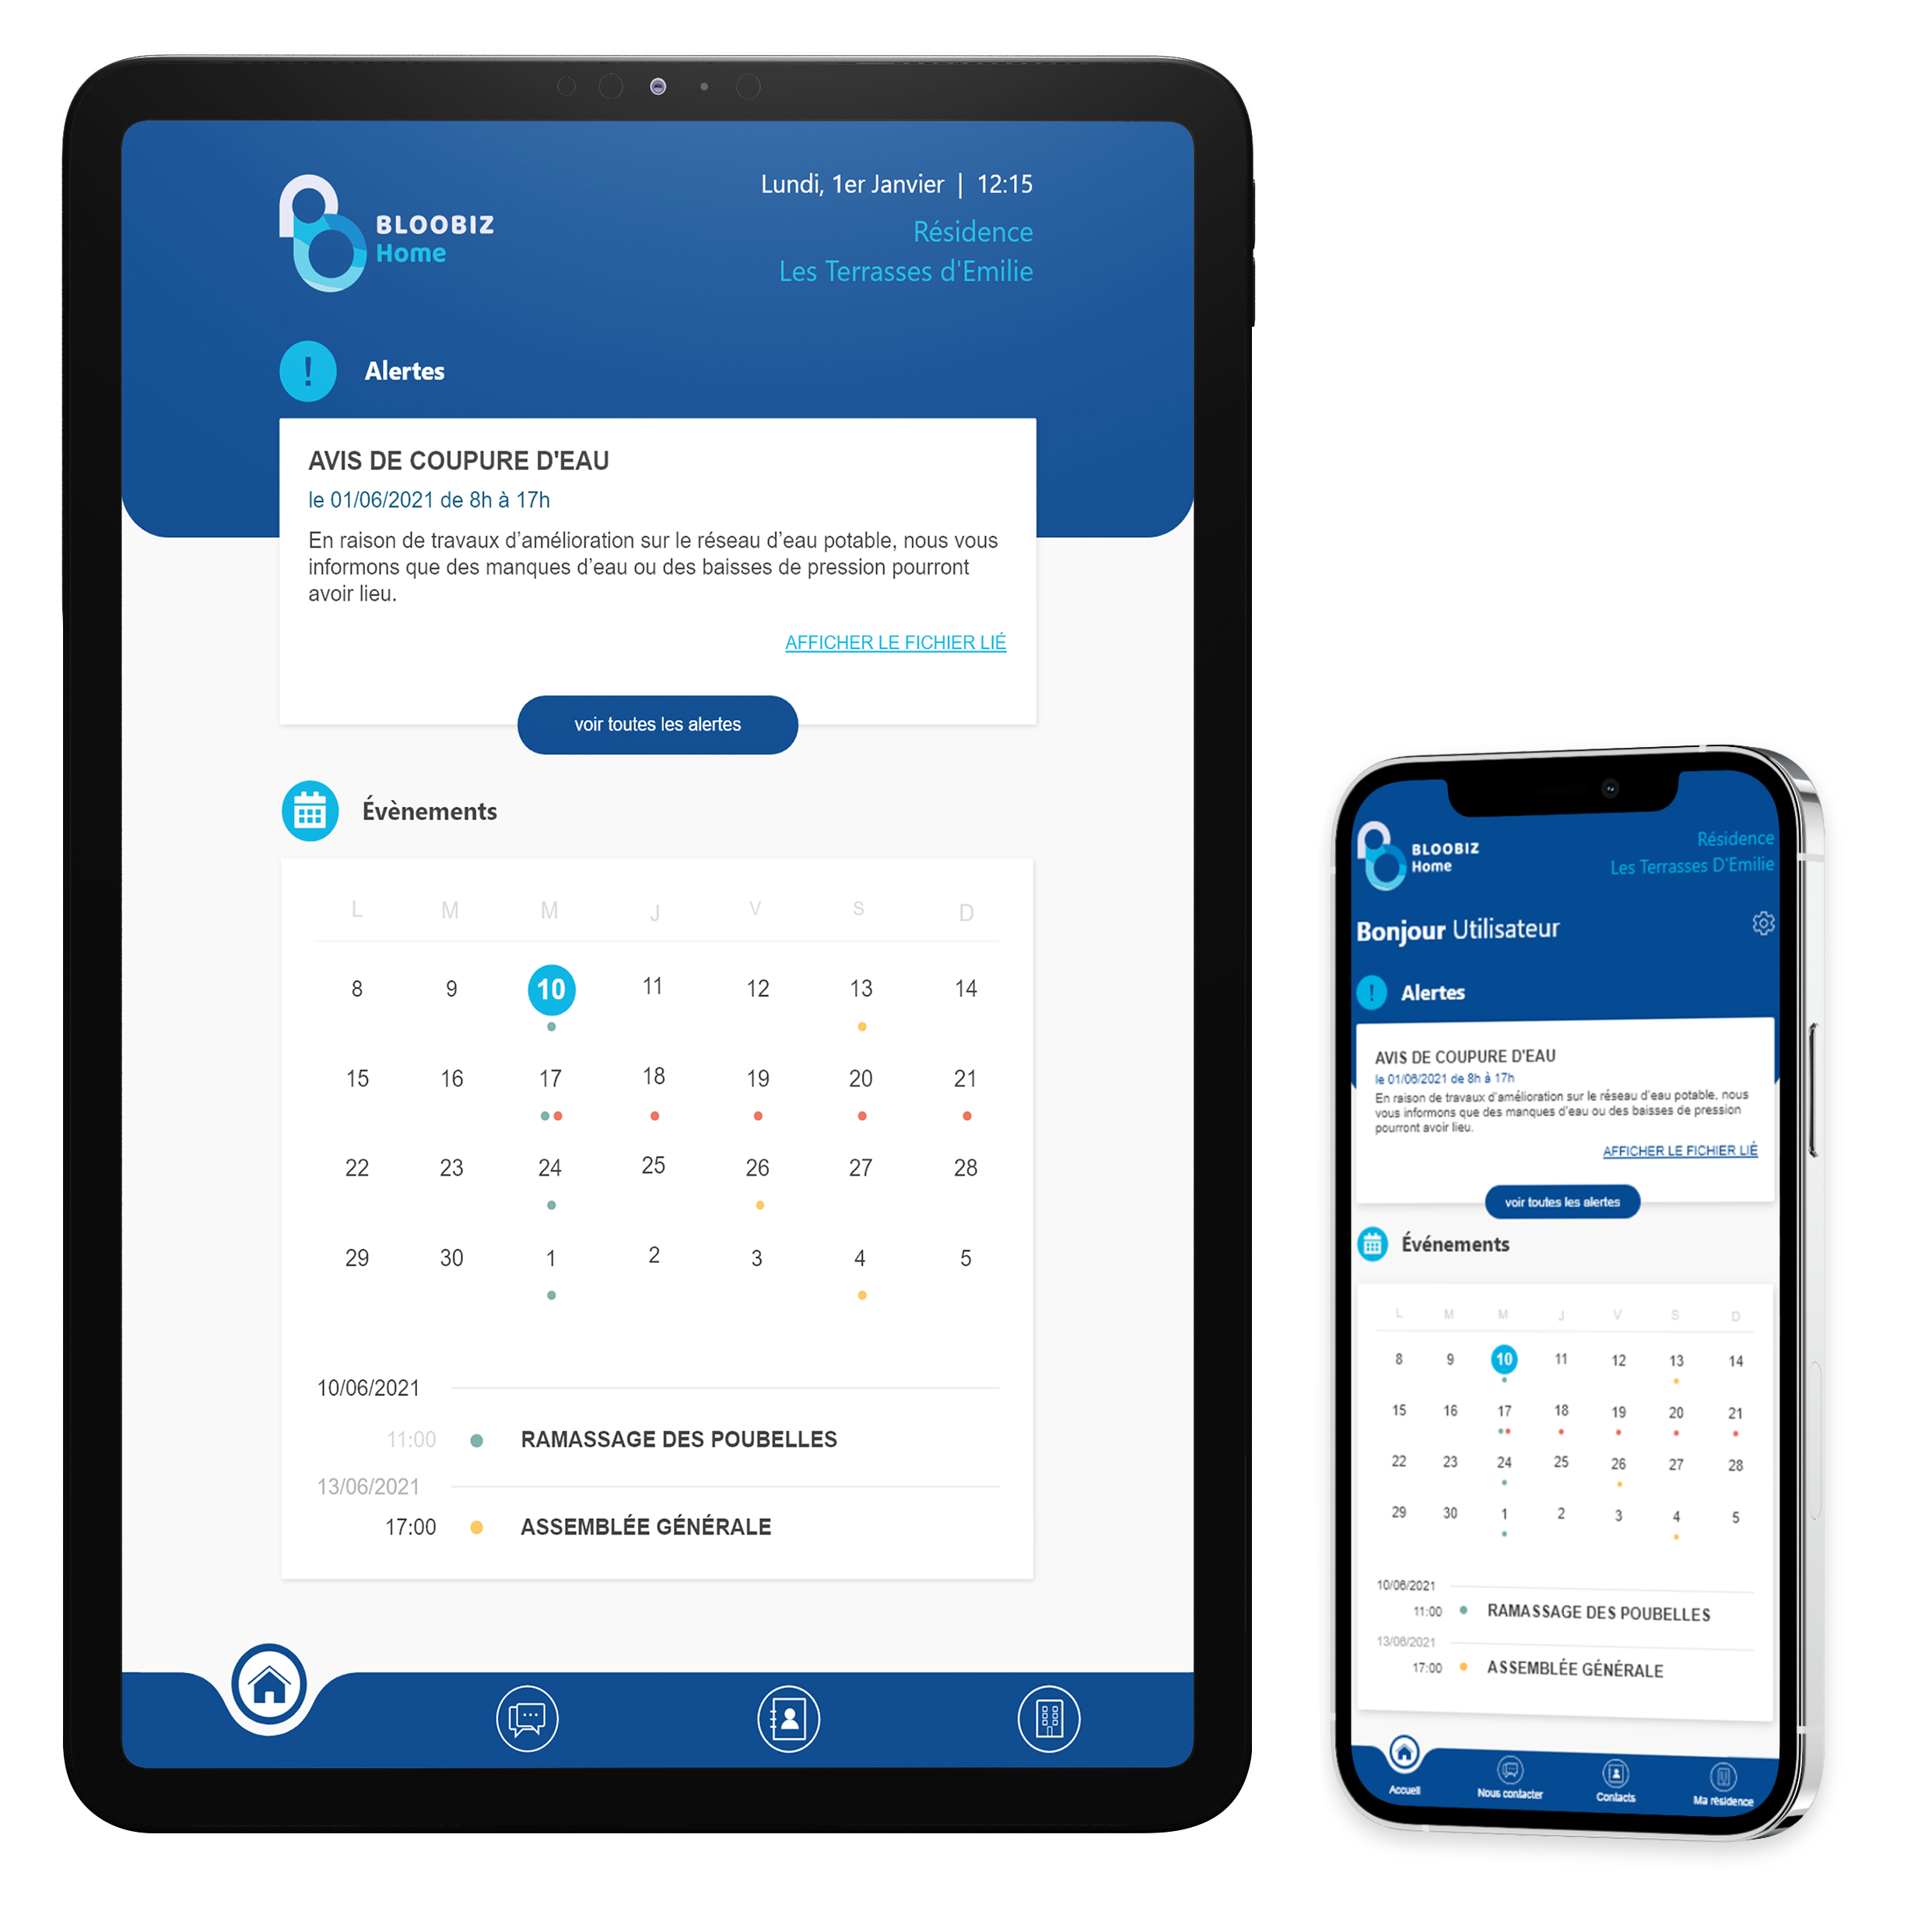 Lundi, 1er Janvier | 12:15
BLOOBIZ
Home
Résidence
Les Terrasses d'Emilie
! Alertes
AVIS DE COUPURE D'EAU
le 01/06/2021 de 8h à 17h
En raison de travaux d’amélioration sur le réseau d’eau potable, nous vous
informons que des manques d’eau ou des baisses de pression pourront
avoir lieu.
AFFICHER LE FICHIER LIÉ
voir toutes les alertes
Évènements
L M M J V S D
8 9 10 11 12 13 14
15 16 17 18 19 20 21
22 23 24 25 26 27 28
29 30 1 2 3 4 5
10/06/2021
11:00 RAMASSAGE DES POUBELLES
13/06/2021
17:00 ASSEMBLÉE GÉNÉRALE
BLOOBIZ
Home
Résidence
Les Terrasses D'Emilie
Bonjour Utilisateur
! Alertes
AVIS DE COUPURE D'EAU
le 01/06/2021 de 8h à 17h
En raison de travaux d’amélioration sur le réseau d’eau potable, nous
vous informons que des manques d’eau ou des baisses de pression
pourront avoir lieu.
AFFICHER LE FICHIER LIÉ
voir toutes les alertes
Événements
L M M J V S D
8 9 10 11 12 13 14
15 16 17 18 19 20 21
22 23 24 25 26 27 28
29 30 1 2 3 4 5
10/06/2021
11:00 RAMASSAGE DES POUBELLES
13/06/2021
17:00 ASSEMBLÉE GÉNÉRALE
Accueil Nous contacter Contacts Ma résidence